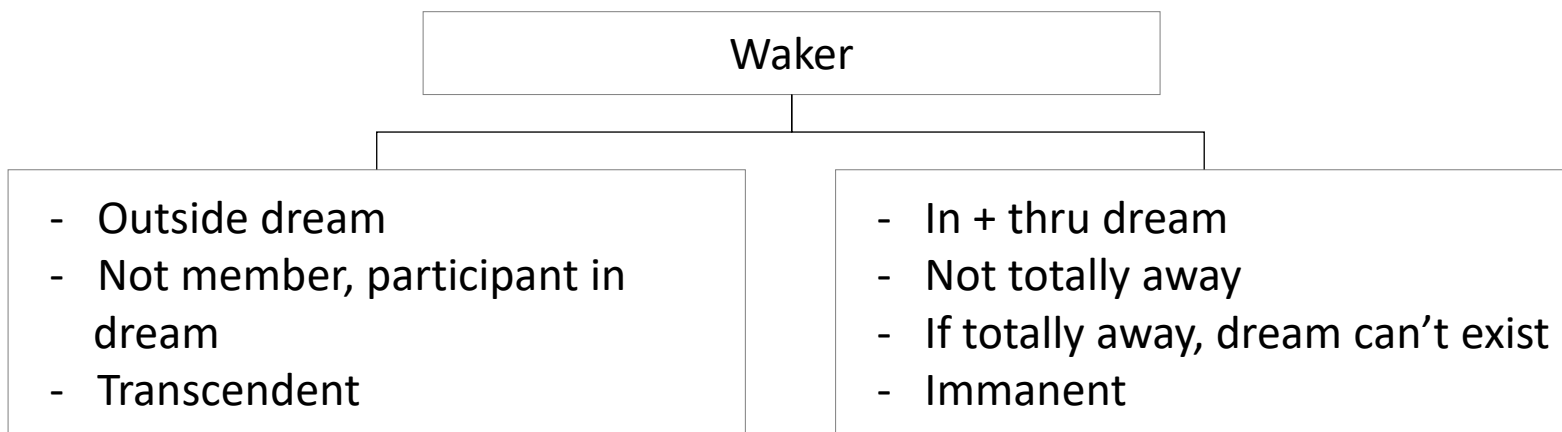 Waker
- Outside dream
- Not member, participant in
dream
- Transcendent
- In + thru dream
- Not totally away
- If totally away, dream can’t exist
- Immanent